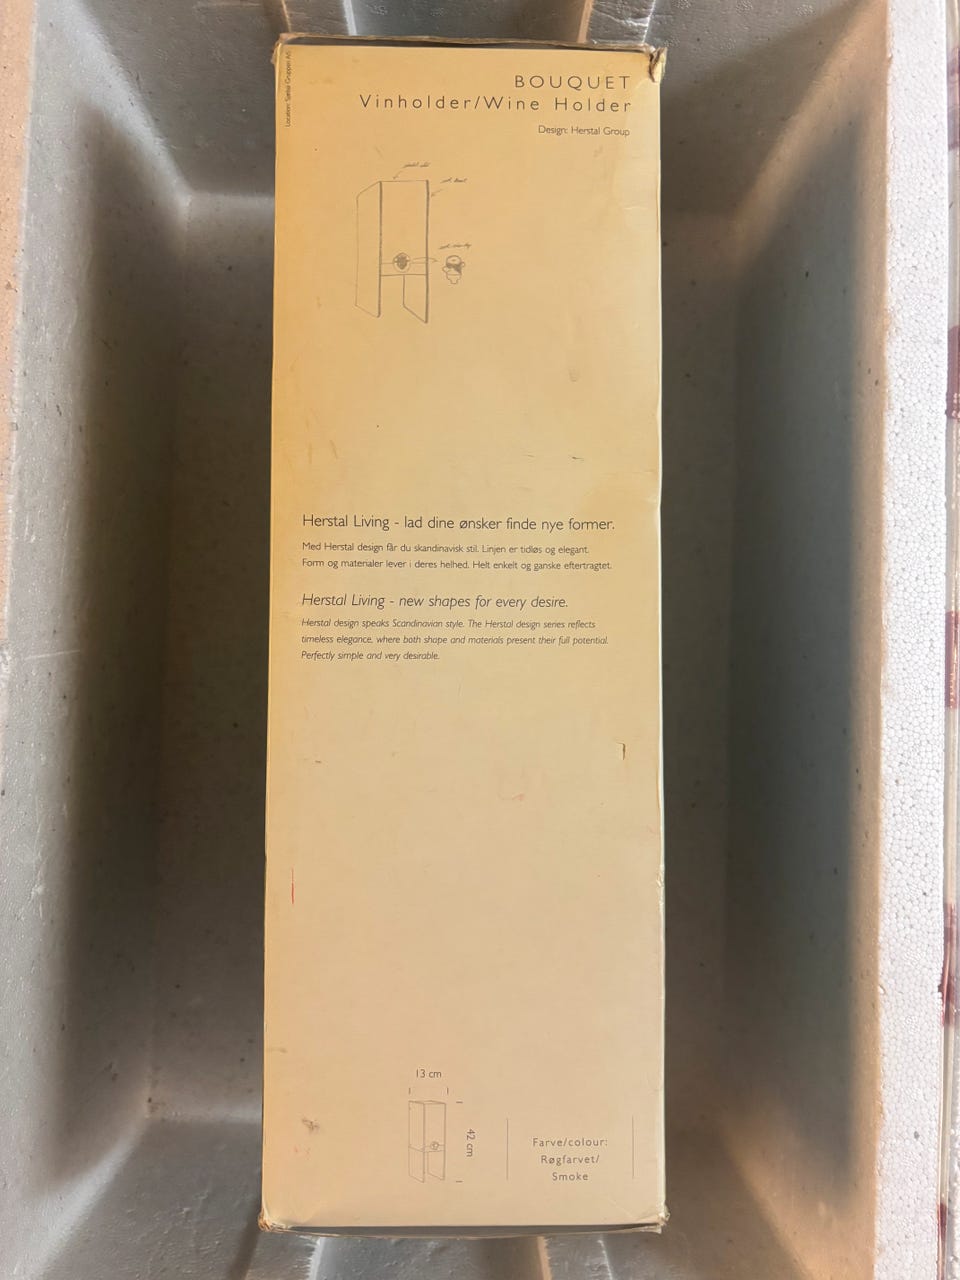 BOUQUET
Vinholder/Wine Holder
Design: Herstal Group
Herstal Living - lad dine ønsker finde nye former.
Med Herstal design får du skandinavisk stil. Linjen er tidløs og elegant.
Form og materialer lever i deres helhed. Helt enkelt og ganske eftertragtet.
Herstal Living - new shapes for every desire.
Herstal design speaks Scandinavian style. The Herstal design series reflects
timeless elegance, where both shape and materials present their full potential.
Perfectly simple and very desirable.
13 cm
42 cm
Farve/colour:
Røgfarvet/
Smoke